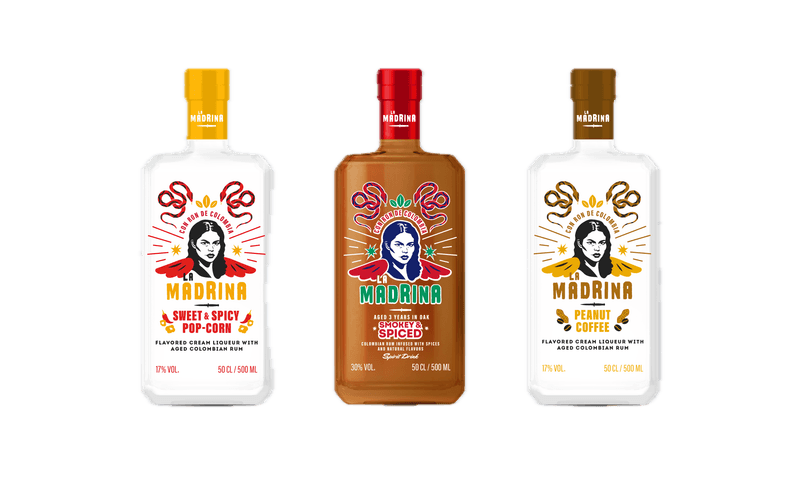 LA
MADRINA
CON RON DE COLOMBIA
LA
MADRINA
SWEET & SPICY
POP-CORN
FLAVORED CREAM LIQUEUR WITH
AGED COLOMBIAN RUM
17% VOL. 50 CL / 500 ML
LA
MADRINA
CON RON DE COLOMBIA
LA
MADRINA
AGED 3 YEARS IN OAK
SMOKEY &
SPICED
COLOMBIAN RUM INFUSED WITH SPICES
AND NATURAL FLAVORS
Spirit Drink
30% VOL. 50 CL / 500 ML
LA
MADRINA
CON RON DE COLOMBIA
LA
MADRINA
PEANUT
COFFEE
FLAVORED CREAM LIQUEUR WITH
AGED COLOMBIAN RUM
17% VOL. 50 CL / 500 ML